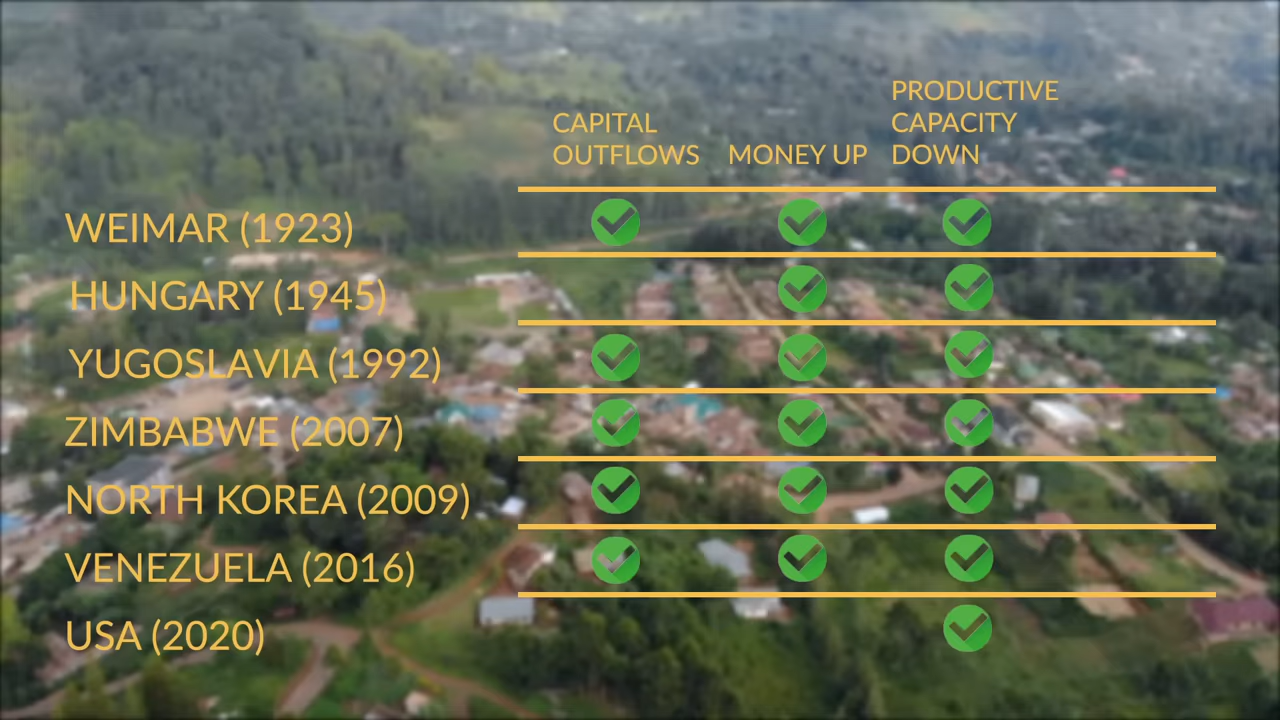 CAPITAL
OUTFLOWS
MONEY UP
PRODUCTIVE
CAPACITY
DOWN
WEIMAR (1923)
HUNGARY (1945)
YUGOSLAVIA (1992)
ZIMBABWE (2007)
NORTH KOREA (2009)
VENEZUELA (2016)
USA (2020)